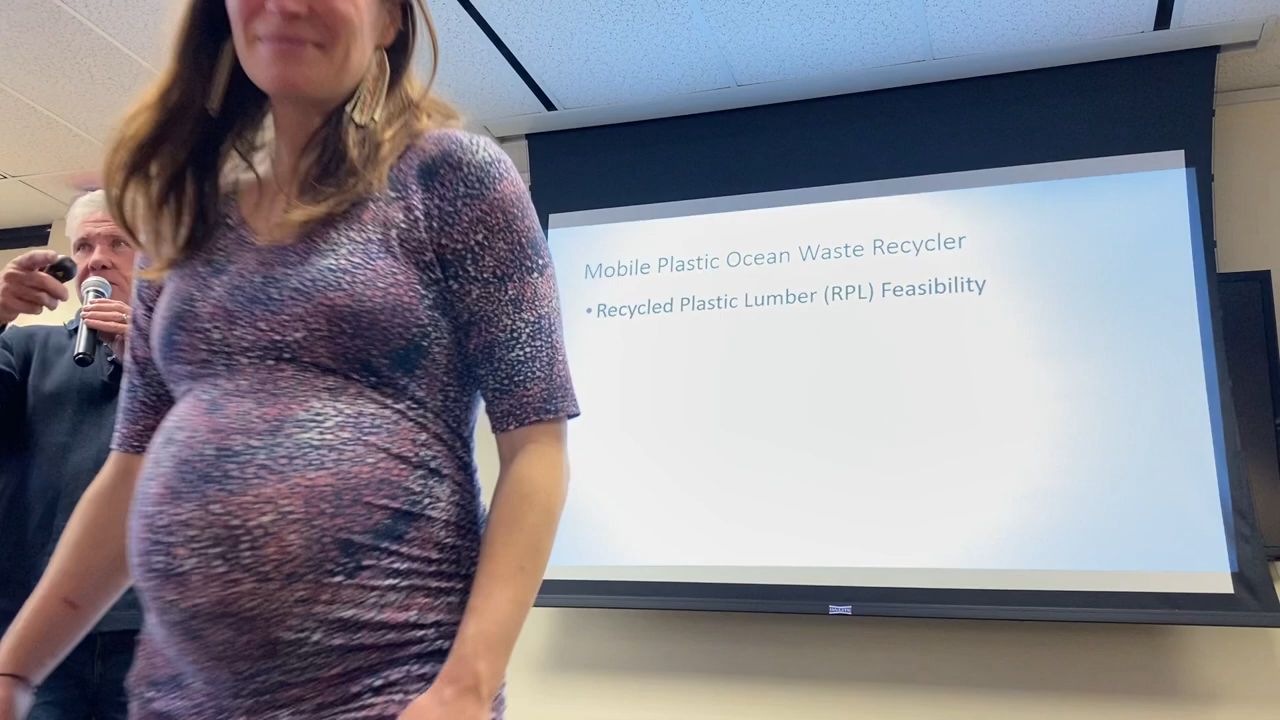 Mobile Plastic Ocean Waste Recycler
• Recycled Plastic Lumber (RPL) Feasibility